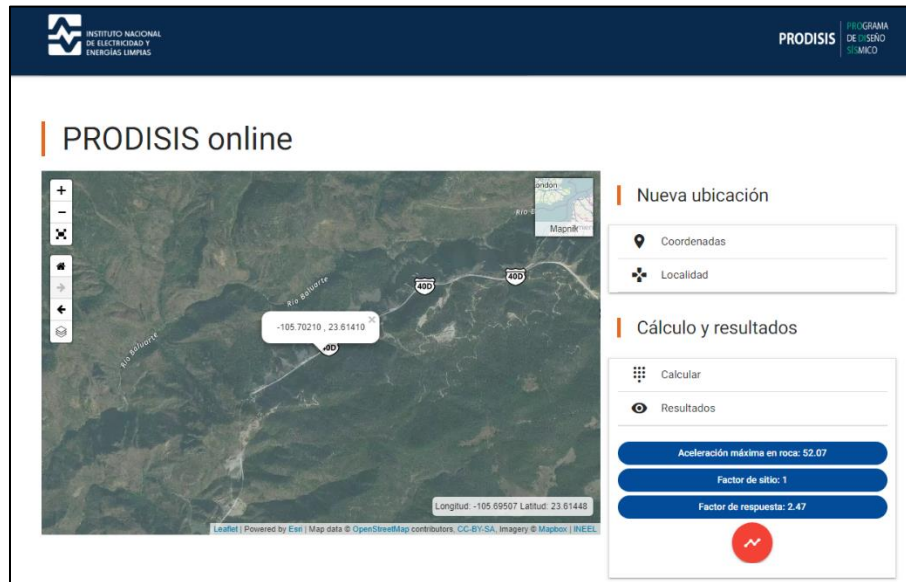 INSTITUTO NACIONAL
DE ELECTRICIDAD Y
ENERGÍAS LIMPIAS
PRODISIS
PROGRAMA
DE DISEÑO
SÍSMICO
PRODISIS online
+
−
ondon
Mapnik
40D
40D
Río Baluarte
-105.70210 , 23.61410
×
40D
Río Baluarte
Longitud: -105.69507 Latitud: 23.61448
Leaflet | Powered by Esri | Map data © OpenStreetMap contributors, CC-BY-SA, Imagery © Mapbox | INEEL
Nueva ubicación
Coordenadas
Localidad
Cálculo y resultados
Calcular
Resultados
Aceleración máxima en roca: 52.07
Factor de sitio: 1
Factor de respuesta: 2.47